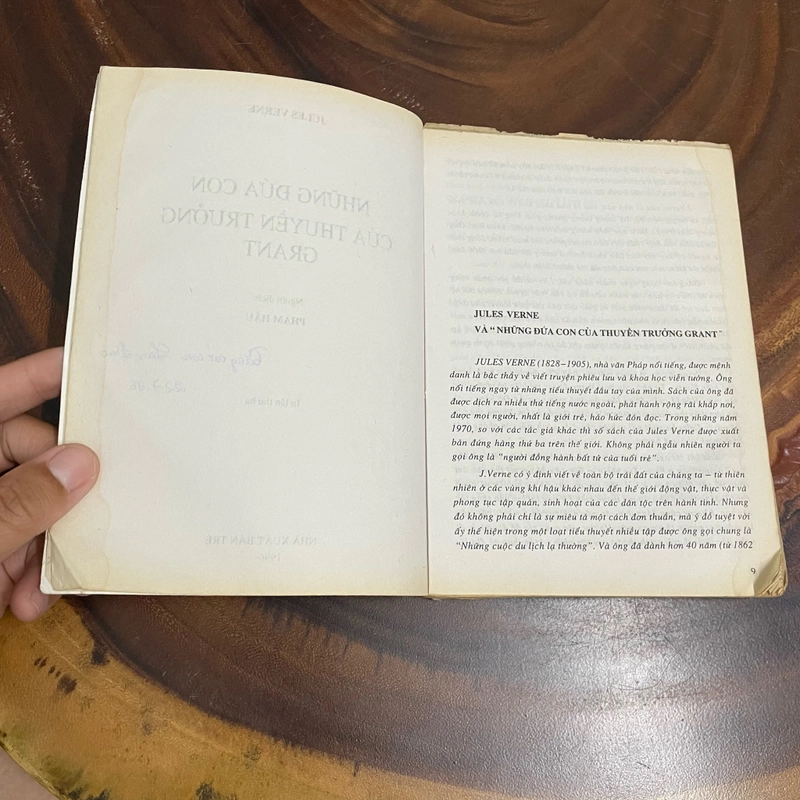 JULES VERNE
NHỮNG ĐỨA CON
CỦA THUYỀN TRƯỞNG
GRANT
Người dịch:
PHẠM HẬU
In lần thứ ba
NHÀ XUẤT BẢN TRẺ
JULES VERNE
VÀ “ NHỮNG ĐỨA CON CỦA THUYỀN TRƯỞNG GRANT”
JULES VERNE (1828–1905), nhà văn Pháp nổi tiếng, được mệnh
danh là bậc thầy về viết truyện phiêu lưu và khoa học viễn tưởng. Ông
nổi tiếng ngay từ những tiểu thuyết đầu tay của mình. Sách của ông đã
được dịch ra nhiều thứ tiếng nước ngoài, phát hành rộng rãi khắp nơi,
được mọi người, nhất là giới trẻ, háo hức đón đọc. Trong những năm
1970, so với các tác giả khác thì số sách của Jules Verne được xuất
bản đứng hàng thứ ba trên thế giới. Không phải ngẫu nhiên người ta
gọi ông là “người đồng hành bất tử của tuổi trẻ”.
J.Verne có ý định viết về toàn bộ trái đất của chúng ta – từ thiên
nhiên ở các vùng khí hậu khác nhau đến thế giới động vật, thực vật và
phong tục tập quán, sinh hoạt của các dân tộc trên hành tinh. Nhưng
đó không phải chỉ là sự miêu tả một cách đơn thuần, mà ý đồ tuyệt vời
ấy thể hiện trong một loạt tiểu thuyết nhiều tập được ông gọi chung là
“Những cuộc du lịch lạ thường”. Và ông đã dành hơn 40 năm (từ 1862
9